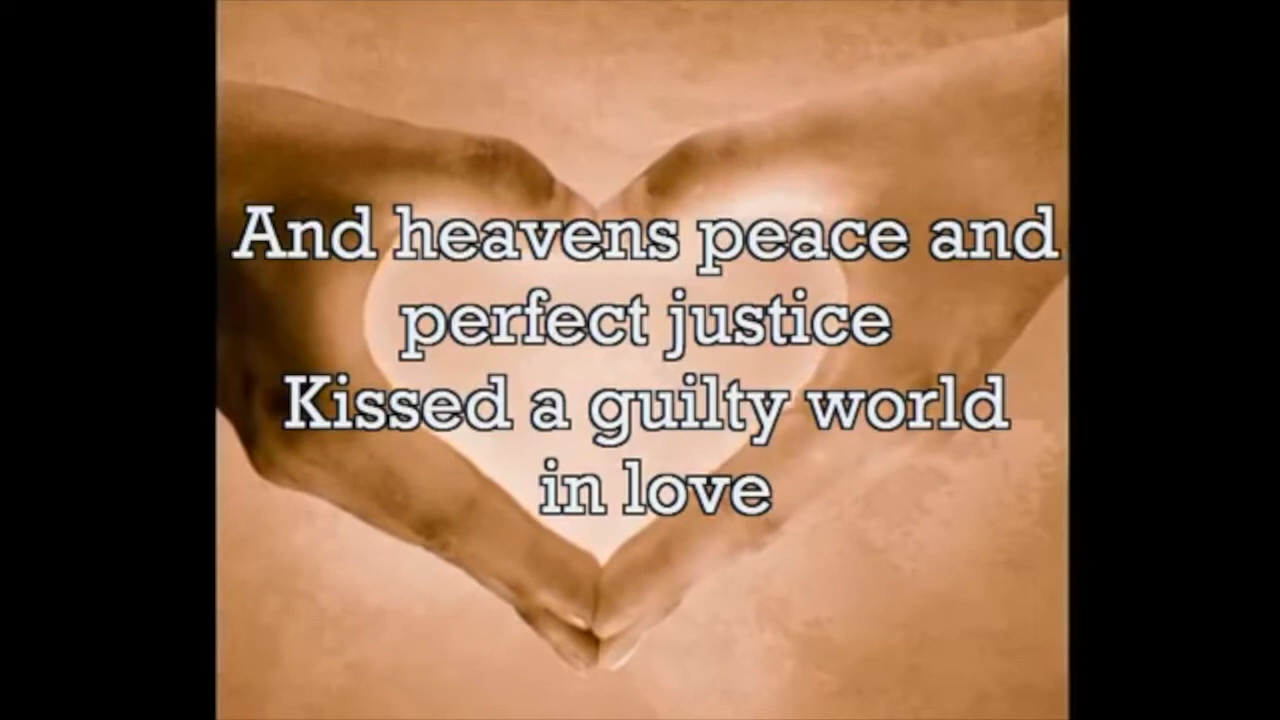 And heavens peace and
perfect justice
Kissed a guilty world
in love